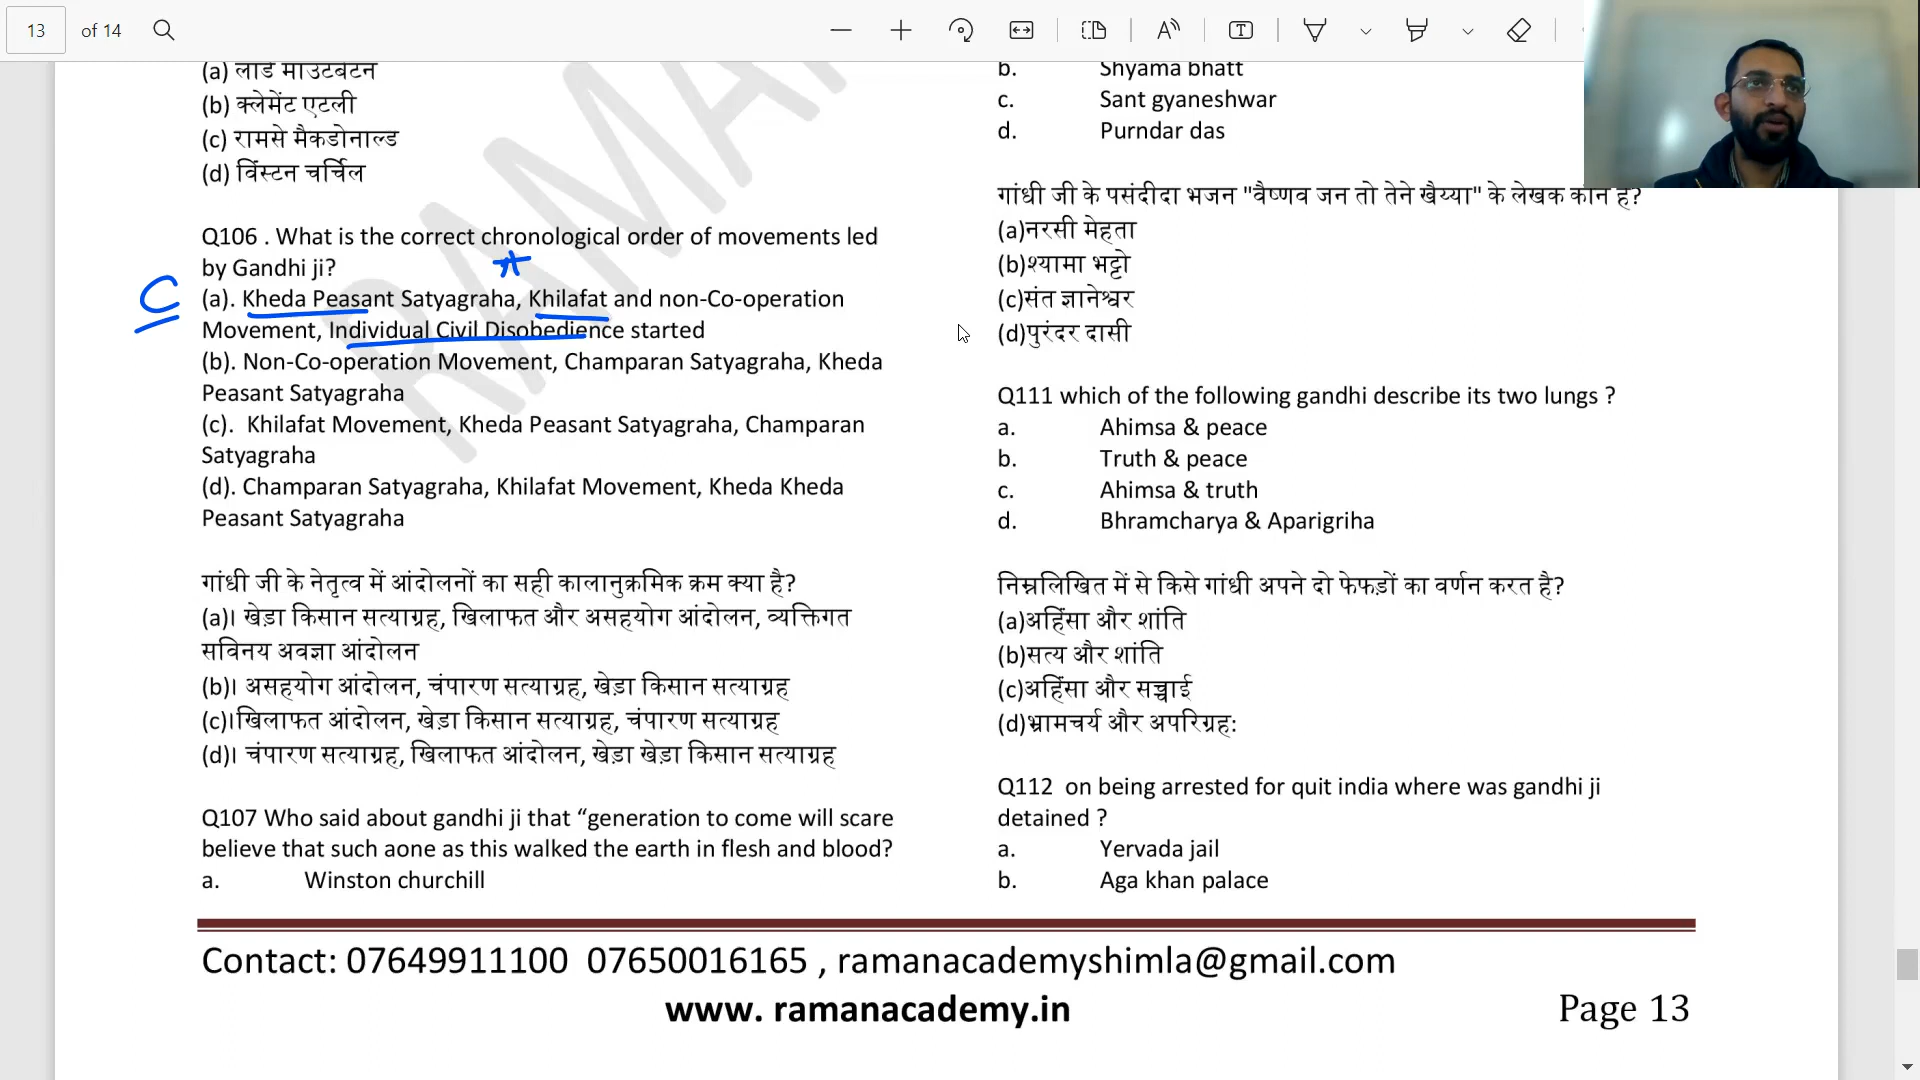 13 of 14
(a) लॉर्ड माउंटबेटन
(b) क्लेमेंट एटली
(c) रामसे मैकडोनाल्ड
(d) विंस्टन चर्चिल
Q106 . What is the correct chronological order of movements led
by Gandhi ji?
C
(a). Kheda Peasant Satyagraha, Khilafat and non-Co-operation
Movement, Individual Civil Disobedience started
(b). Non-Co-operation Movement, Champaran Satyagraha, Kheda
Peasant Satyagraha
(c). Khilafat Movement, Kheda Peasant Satyagraha, Champaran
Satyagraha
(d). Champaran Satyagraha, Khilafat Movement, Kheda Kheda
Peasant Satyagraha
गांधी जी के नेतृत्व में आंदोलनों का सही कालानुक्रमिक क्रम क्या है?
(a)। खेड़ा किसान सत्याग्रह, खिलाफत और असहयोग आंदोलन, व्यक्तिगत
सविनय अवज्ञा आंदोलन
(b)। असहयोग आंदोलन, चंपारण सत्याग्रह, खेड़ा किसान सत्याग्रह
(c)।खिलाफत आंदोलन, खेड़ा किसान सत्याग्रह, चंपारण सत्याग्रह
(d)। चंपारण सत्याग्रह, खिलाफत आंदोलन, खेड़ा खेड़ा किसान सत्याग्रह
Q107 Who said about gandhi ji that “generation to come will scare
believe that such aone as this walked the earth in flesh and blood?
a. Winston churchill
b. Shyama bhatt
c. Sant gyaneshwar
d. Purndar das
गांधी जी के पसंदीदा भजन "वैष्णव जन तो तेने खैय्या" के लेखक कौन हैं?
(a)नरसी मेहता
(b)श्यामा भट्टो
(c)संत ज्ञानेश्वर
(d)पुरंदर दासी
Q111 which of the following gandhi describe its two lungs ?
a. Ahimsa & peace
b. Truth & peace
c. Ahimsa & truth
d. Bhramcharya & Aparigriha
निम्नलिखित में से किसे गांधी अपने दो फेफड़ों का वर्णन करत है?
(a)अहिंसा और शांति
(b)सत्य और शांति
(c)अहिंसा और सच्चाई
(d)भ्रामचर्य और अपरिग्रह:
Q112 on being arrested for quit india where was gandhi ji
detained ?
a. Yervada jail
b. Aga khan palace
Contact: 07649911100 07650016165 , ramanacademyshimla@gmail.com
www. ramanacademy.in
Page 13